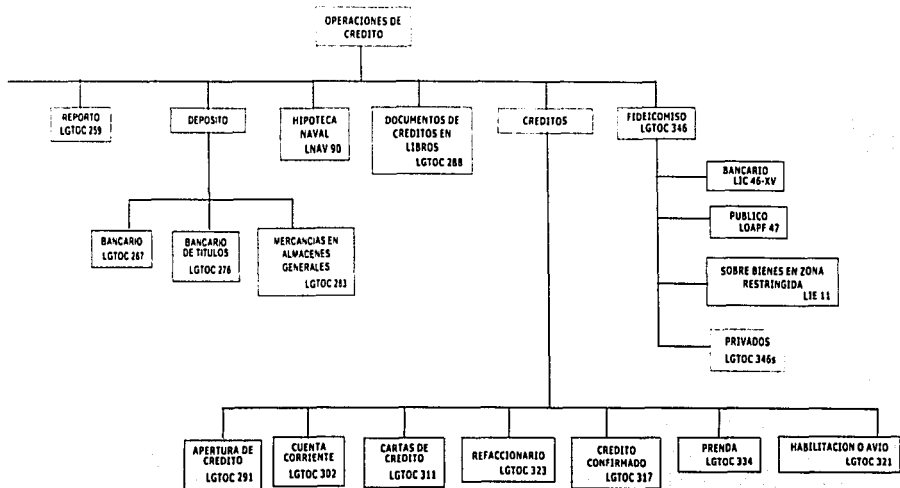 OPERACIONES DE
CREDITO
REPORTO
LGTOC 259
DEPOSITO
HIPOTECA
NAVAL
LNAV 90
DOCUMENTOS DE
CREDITOS EN
LIBROS
LGTOC 288
CREDITOS
FIDEICOMISO
LGTOC 346
BANCARIO
LIC 46-XV
PUBLICO
LOAPF 47
SOBRE BIENES EN ZONA
RESTRINGIDA
LIE 11
PRIVADOS
LGTOC 346s
BANCARIO
LGTOC 267
BANCARIO
DE TITULOS
LGTOC 276
MERCANCIAS EN
ALMACENES
GENERALES
LGTOC 283
APERTURA DE
CREDITO
LGTOC 291
CUENTA
CORRIENTE
LGTOC 302
CARTAS DE
CREDITO
LGTOC 311
REFACCIONARIO
LGTOC 323
CREDITO
CONFIRMADO
LGTOC 317
PRENDA
LGTOC 334
HABILITACION O AVIO
LGTOC 321